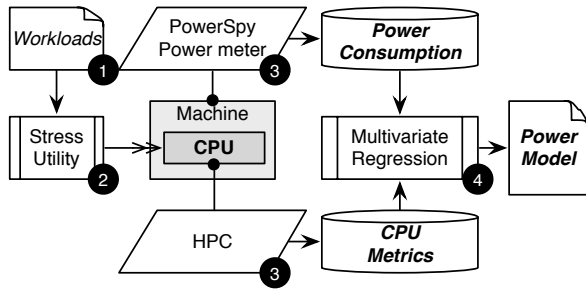 Workloads
1
PowerSpy
Power meter
3
Power
Consumption
Stress
Utility
2
Machine
CPU
Multivariate
Regression
4
Power
Model
HPC
3
CPU
Metrics